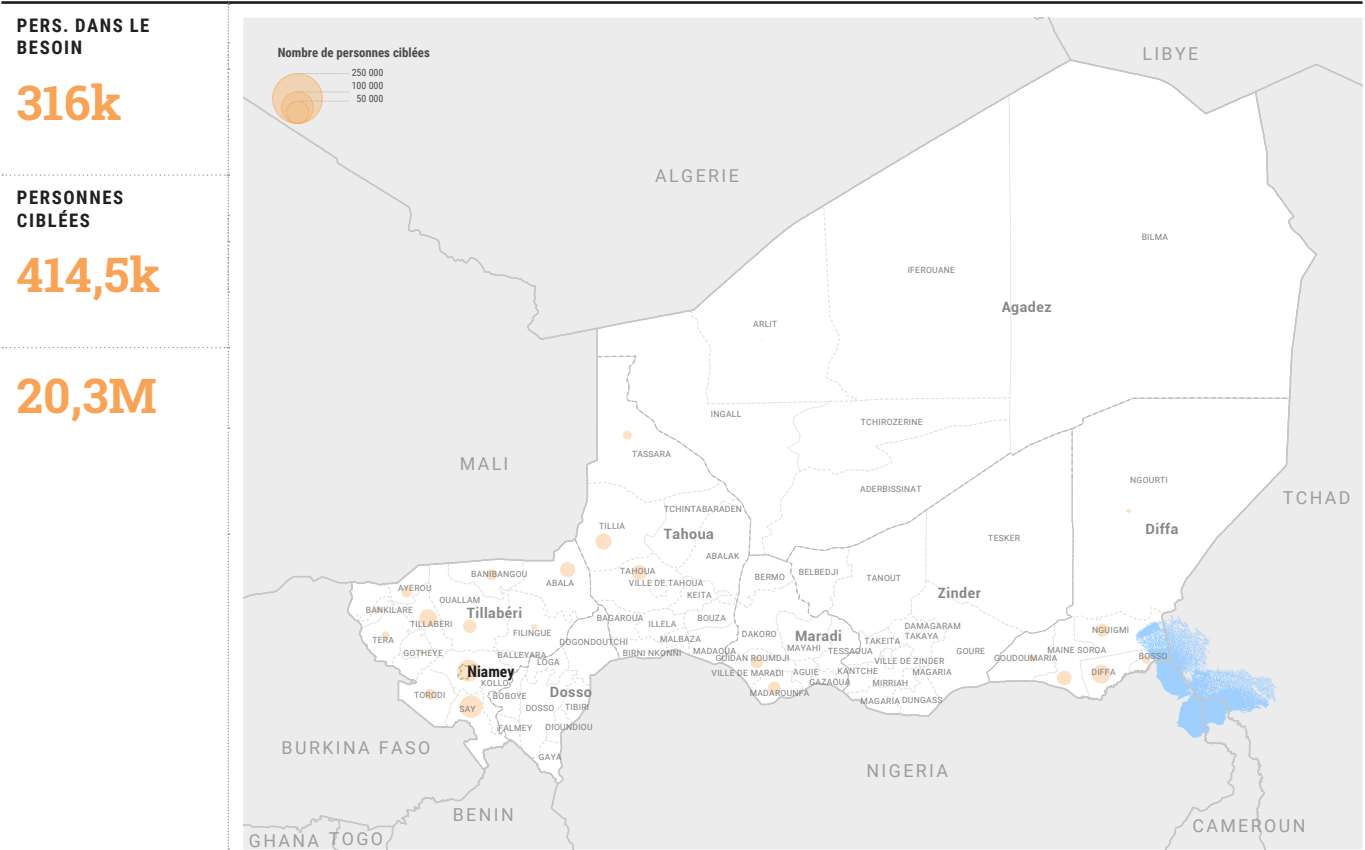 PERS. DANS LE
BESOIN
316k
PERSONNES
CIBLÉES
414,5k
20,3M
Nombre de personnes ciblées
250 000
100 000
50 000
LIBYE
ALGERIE
BILMA
IFEROUANE
Agadez
ARLIT
INGALL
TCHIROZERINE
MALI
TASSARA
NGOURTI
ADERBISSINAT
TCHAD
TCHINTABARADEN
TILLIA
Tahoua
Diffa
TESKER
ABALAK
TAHOUA
BANIBANGOU
ABALA
VILLE DE TAHOUA
BERMO
BELBEDJI
TANOUT
AYEROU
KEITA
Zinder
OUALLAM
BANKILARE
Tillabéri
TILLABERI
BAGAROUA
ILLELA
BOUZA
DAMAGARAM
TAKAYA
NGUIGMI
FILINGUE
TERA
DOGONDOUTCHI
MALBAZA
DAKORO
Maradi
TAKEITA
GOTHEYE
BALLEYARA
BIRNI NKONNI
MADAOUA
MAYAHI
TESSAOUA
GOURE
MAINE SOROA
BOSSO
LOGA
GUIDAN ROUMDJI
VILLE DE ZINDER
GOUDOUMARIA
Niamey
VILLE DE MARADI
AGUIE
KANTCHE
MAGARIA
DIFFA
KOLLO
GAZAOUA
MIRRIAH
TORODI
BOBOYE
Dosso
MADAROUNFA
MAGARIA
DUNGASS
SAY
DOSSO
TIBIRI
FALMEY
DIOUNDIOU
BURKINA FASO
GAYA
NIGERIA
BENIN
CAMEROUN
GHANA
TOGO